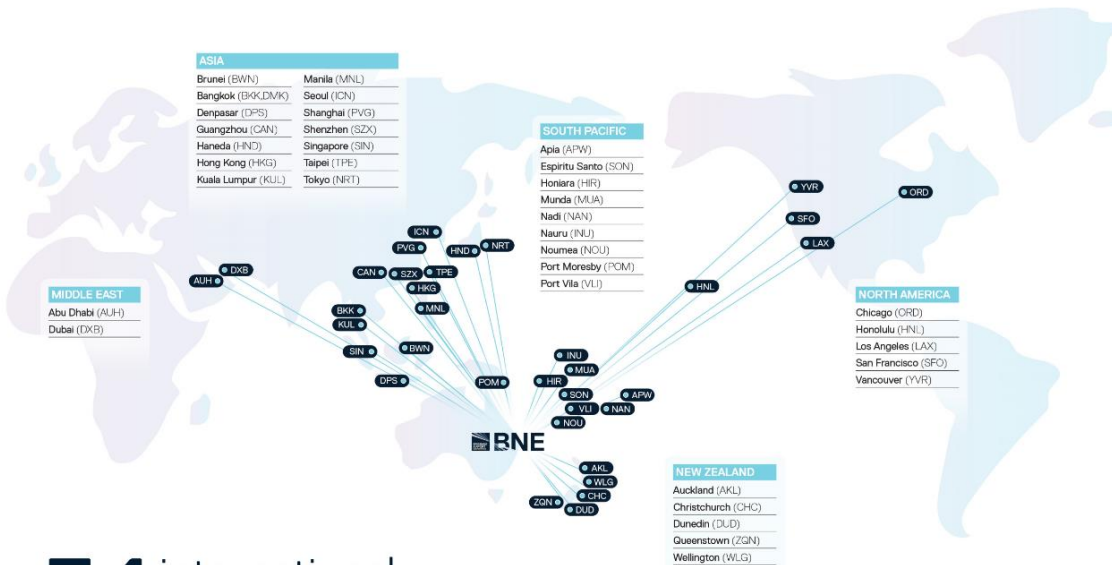 ASIA
Brunei (BWN)
Bangkok (BKK,DMK)
Denpasar (DPS)
Guangzhou (CAN)
Haneda (HND)
Hong Kong (HKG)
Kuala Lumpur (KUL)
Manila (MNL)
Seoul (ICN)
Shanghai (PVG)
Shenzhen (SZX)
Singapore (SIN)
Taipei (TPE)
Tokyo (NRT)
SOUTH PACIFIC
Apia (APW)
Espiritu Santo (SON)
Honiara (HIR)
Munda (MUA)
Nadi (NAN)
Nauru (INU)
Noumea (NOU)
Port Moresby (POM)
Port Vila (VLI)
YVR
ORD
SFO
LAX
HNL
ICN
PVG
HND
NRT
CAN
SZX
TPE
HKG
MNL
DXB
AUH
MIDDLE EAST
Abu Dhabi (AUH)
Dubai (DXB)
BKK
KUL
SIN
BWN
DPS
POM
INU
MUA
HIR
SON
APW
VLI
NAN
NOU
NORTH AMERICA
Chicago (ORD)
Honolulu (HNL)
Los Angeles (LAX)
San Francisco (SFO)
Vancouver (YVR)
BNE
AKL
WLG
CHC
ZQN
DUD
NEW ZEALAND
Auckland (AKL)
Christchurch (CHC)
Dunedin (DUD)
Queenstown (ZQN)
Wellington (WLG)